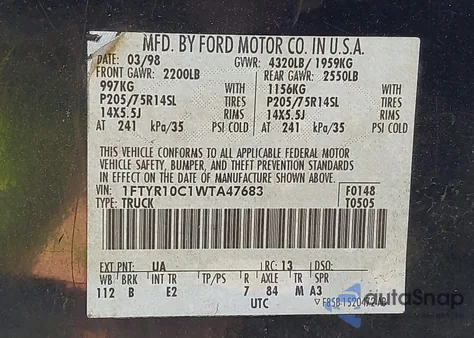 MFD. BY FORD MOTOR CO. IN U.S.A.
DATE: 03/98 GVWR: 4320LB/ 1959KG
FRONT GAWR: 2200LB REAR GAWR: 2550LB
997KG WITH 1156KG WITH
P205/75R14SL TIRES P205/75R14SL TIRES
14X5.5J RIMS 14X5.5J RIMS
AT 241 kPa/35 PSI COLD AT 241 kPa/35 PSI COLD
THIS VEHICLE CONFORMS TO ALL APPLICABLE FEDERAL MOTOR
VEHICLE SAFETY, BUMPER, AND THEFT PREVENTION STANDARDS
IN EFFECT ON THE DATE OF MANUFACTURE SHOWN ABOVE.
VIN: 1FTYR10C1WTA47683 F0148
TYPE: TRUCK T0505
EXT PNT: UA RC: 13 DSO:
WB BRK INT TR TP/PS R AXLE TR SPR
112 B E2 7 84 M A3
UTC
autoSnap